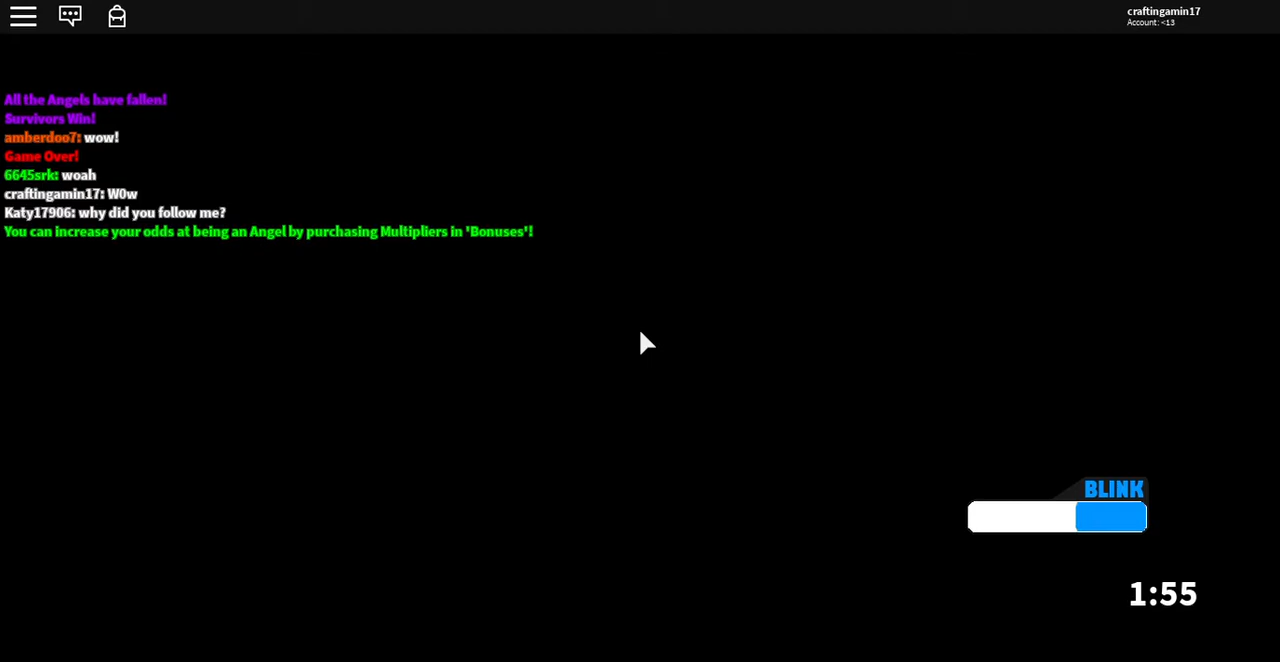 craftingamin17
Account: <13
All the Angels have fallen!
Survivors Win!
amberdoo7: wow!
Game Over!
6645srk: woah
craftingamin17: W0w
Katy17906: why did you follow me?
You can increase your odds at being an Angel by purchasing Multipliers in 'Bonuses'!
BLINK
1:55